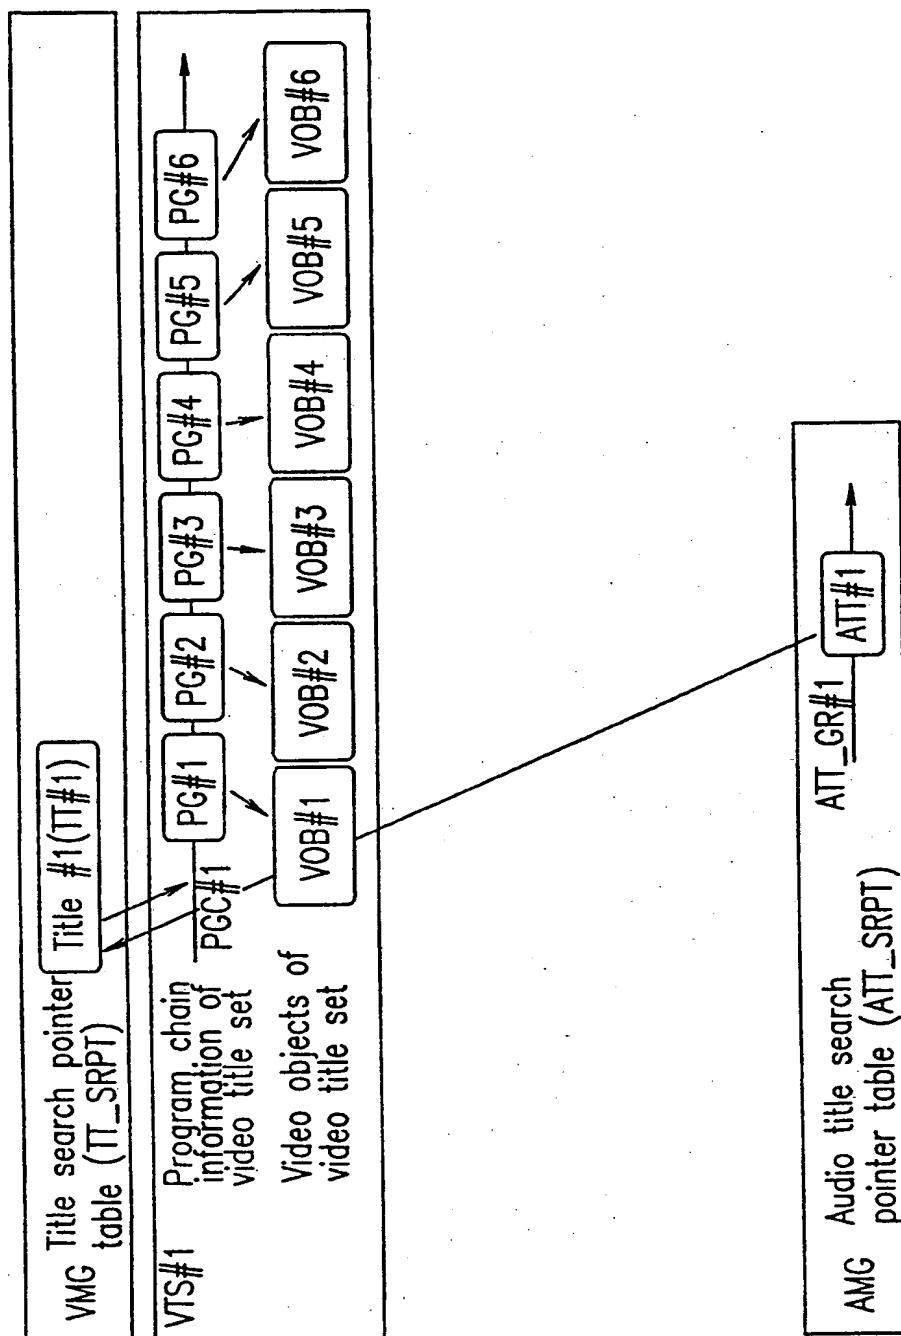 VMG
Title search pointer
table (TT_SRPT)
Title #1(TT#1)
VTS#1
Program chain
information of
video title set
PGC#1
PG#1
PG#2
PG#3
PG#4
PG#5
PG#6
Video objects of
video title set
VOB#1
VOB#2
VOB#3
VOB#4
VOB#5
VOB#6
AMG
Audio title search
pointer table (ATT_SRPT)
ATT_GR#1
ATT#1